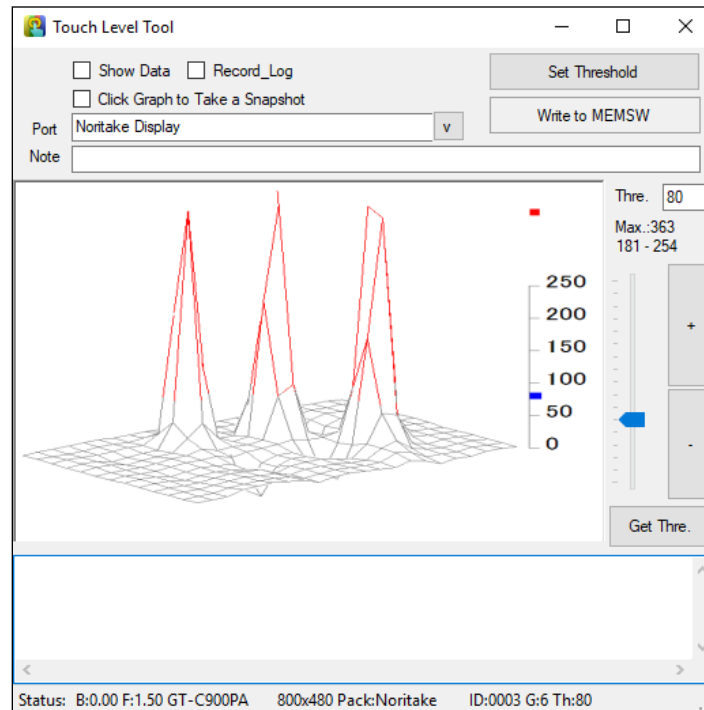 Touch Level Tool
Show Data Record_Log
Set Threshold
Click Graph to Take a Snapshot
Write to MEMSW
Port Noritake Display v
Note
Thre. 80
Max.:363
181 - 254
250
200
150
100
50
0
+
-
Get Thre.
Status: B:0.00 F:1.50 GT-C900PA 800x480 Pack:Noritake ID:0003 G:6 Th:80